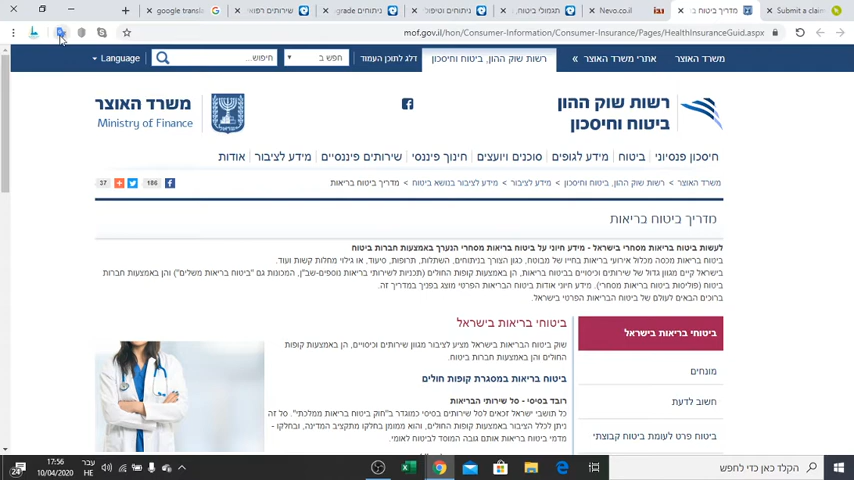 מדריך ביטוח ב
תגמולי ביטוח,
ניתוחים וטיפול
ניתוחים grade
שירותים רפואי
google transla
Nevo.co.il
Submit a claim
mof.gov.il/hon/Consumer-Information/Consumer-Insurance/Pages/HealthInsuranceGuid.aspx
משרד האוצר
אתרי משרד האוצר »
רשות שוק ההון, ביטוח וחיסכון
דלג לתוכן העמוד
חפש ב
חיפוש...
Language
רשות שוק ההון
ביטוח וחיסכון
משרד האוצר
Ministry of Finance
חיסכון פנסיוני | ביטוח | מידע לגופים | סוכנים ויועצים | חינוך פיננסי | שירותים פיננסיים | מידע לציבור | אודות
משרד האוצר > רשות שוק ההון, ביטוח וחיסכון > מידע לציבור > מידע לציבור בנושא ביטוח > מדריך ביטוח בריאות
186
37
מדריך ביטוח בריאות
לעשות ביטוח בריאות מסחרי בישראל - מידע חיוני על ביטוח בריאות מסחרי הנערך באמצעות חברות ביטוח
ביטוח בריאות מכסה מכלול אירועי בריאות בחייו של מבוטח, כגון הצורך בניתוחים, השתלות, תרופות, סיעוד, או גילוי מחלות קשות ועוד.
בישראל קיים מגוון גדול של שירותים וכיסויים בביטוח בריאות, הן באמצעות קופות החולים (תכניות לשירותי בריאות נוספים-שב"ן, המכונות גם "ביטוח בריאות משלים") והן באמצעות חברות
ביטוח (פוליסות ביטוח בריאות מסחרי). מידע חיוני אודות ביטוח הבריאות הפרטי מוצג בפניך במדריך זה.
ברוכים הבאים לעולם של ביטוח הבריאות הפרטי בישראל.
ביטוחי בריאות בישראל
מונחים
חשוב לדעת
ביטוח פרט לעומת ביטוח קבוצתי
ביטוחי בריאות בישראל
שוק ביטוח הבריאות בישראל מציע לציבור מגוון שירותים וכיסויים, הן באמצעות קופות
החולים והן באמצעות חברות ביטוח.
ביטוח בריאות במסגרת קופות חולים
רובד בסיסי - סל שירותי הבריאות
כל תושבי ישראל זכאים לסל שירותים בסיסי כמוגדר ב"חוק ביטוח בריאות ממלכתי". סל זה
ניתן לכלל הציבור באמצעות קופות החולים, והוא ממומן בחלקו מתקציב המדינה, ובחלקו -
מדמי ביטוח בריאות אותם גובה המוסד לביטוח לאומי.
הקלד כאן כדי לחפש
עבר
HE
17:56
10/04/2020
24